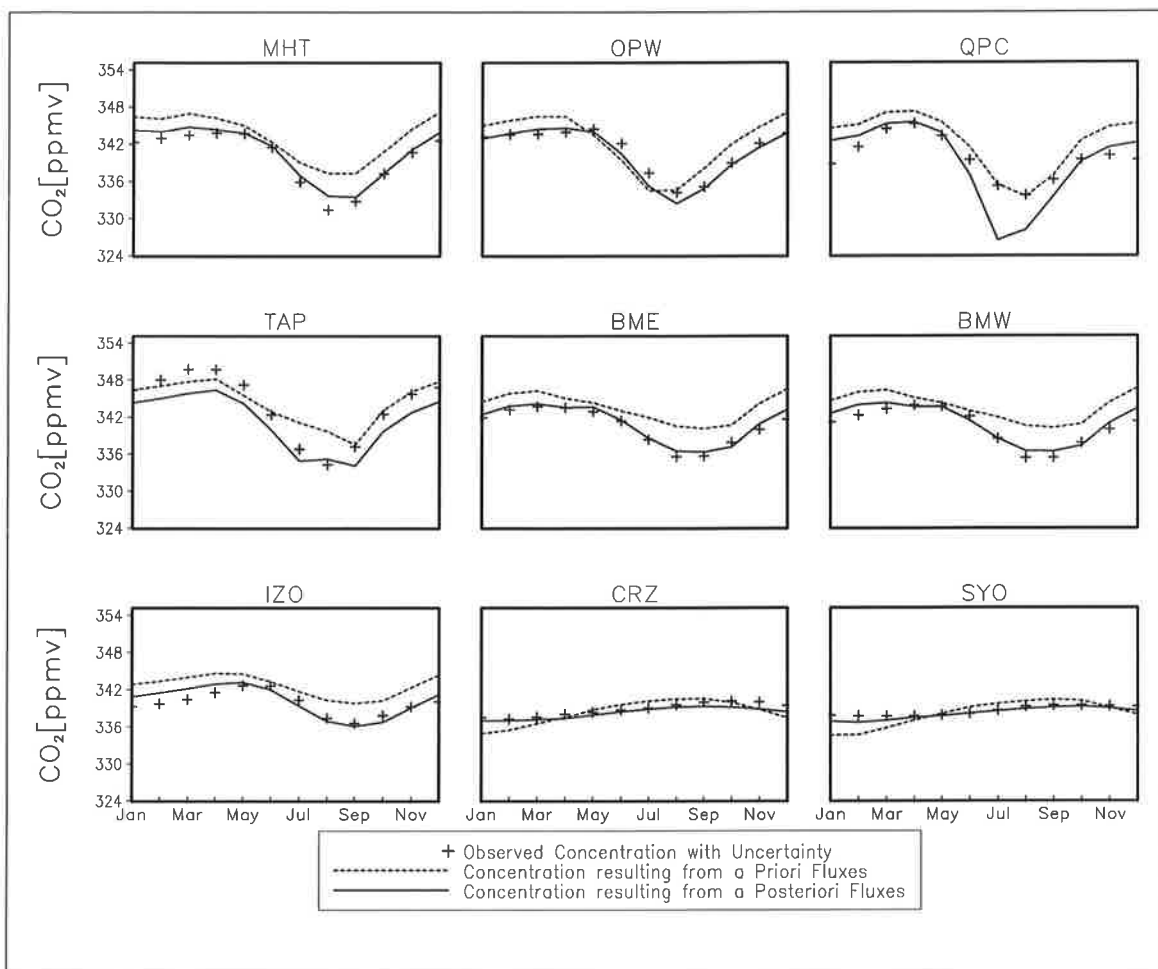 MHT OPW QPC
CO₂[ppmv]
354
348
342
336
330
324
TAP BME BMW
CO₂[ppmv]
354
348
342
336
330
324
IZO CRZ SYO
CO₂[ppmv]
354
348
342
336
330
324
Jan Mar May Jul Sep Nov Jan Mar May Jul Sep Nov Jan Mar May Jul Sep Nov
+ Observed Concentration with Uncertainty
Concentration resulting from a Priori Fluxes
Concentration resulting from a Posteriori Fluxes